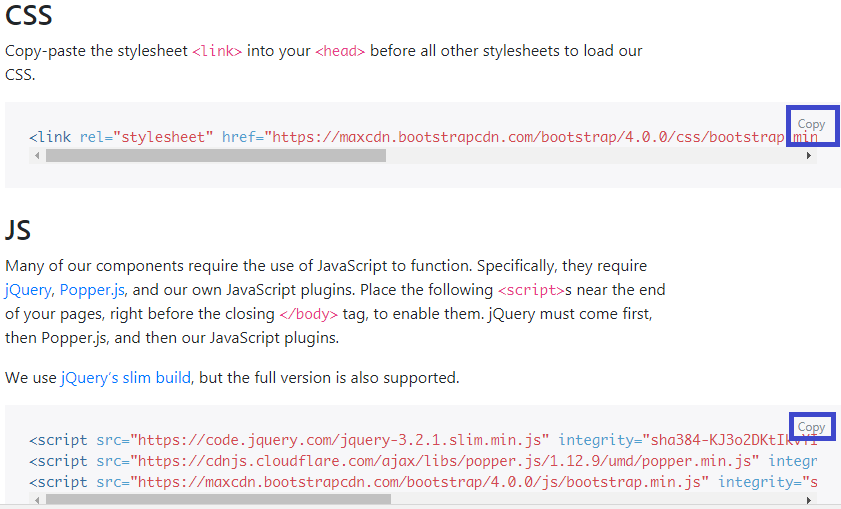 CSS
Copy-paste the stylesheet <link> into your <head> before all other stylesheets to load our
CSS.
Copy
<link rel="stylesheet" href="https://maxcdn.bootstrapcdn.com/bootstrap/4.0.0/css/bootstrap.min
JS
Many of our components require the use of JavaScript to function. Specifically, they require
jQuery, Popper.js, and our own JavaScript plugins. Place the following <script>s near the end
of your pages, right before the closing </body> tag, to enable them. jQuery must come first,
then Popper.js, and then our JavaScript plugins.
We use jQuery's slim build, but the full version is also supported.
Copy
<script src="https://code.jquery.com/jquery-3.2.1.slim.min.js" integrity="sha384-KJ3o2DKtIkvYI
<script src="https://cdnjs.cloudflare.com/ajax/libs/popper.js/1.12.9/umd/popper.min.js" integr
<script src="https://maxcdn.bootstrapcdn.com/bootstrap/4.0.0/js/bootstrap.min.js" integrity="s